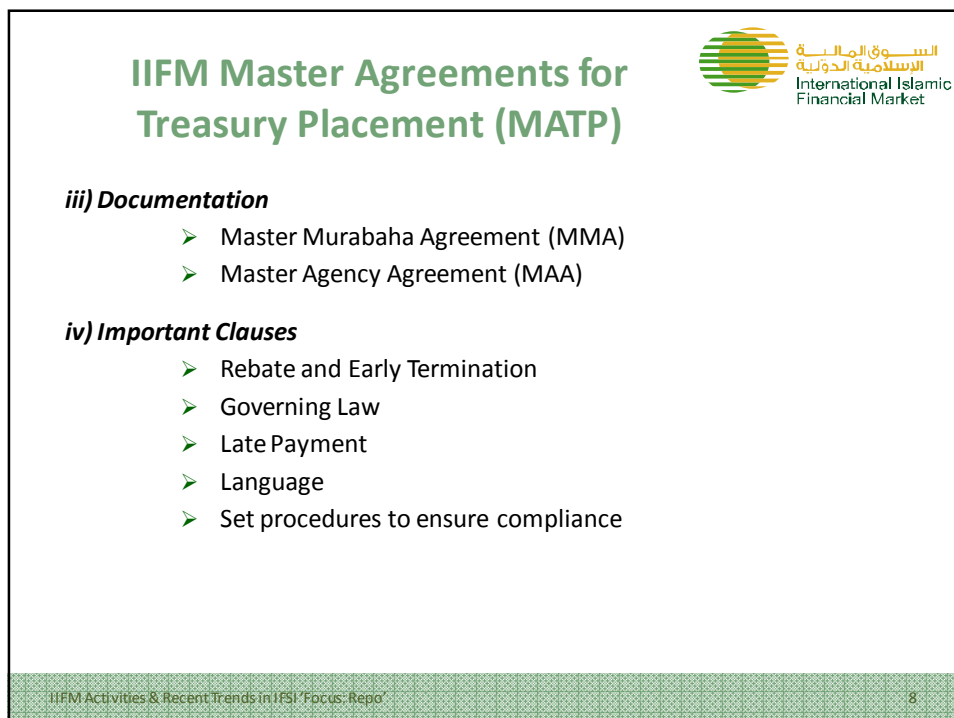 IIFM Master Agreements for
Treasury Placement (MATP)
السوق المالية
الإسلامية الدولية
International Islamic
Financial Market
iii) Documentation
➢ Master Murabaha Agreement (MMA)
➢ Master Agency Agreement (MAA)
iv) Important Clauses
➢ Rebate and Early Termination
➢ Governing Law
➢ Late Payment
➢ Language
➢ Set procedures to ensure compliance
IIFM Activities & Recent Trends in IFSI 'Focus: Repo'
8